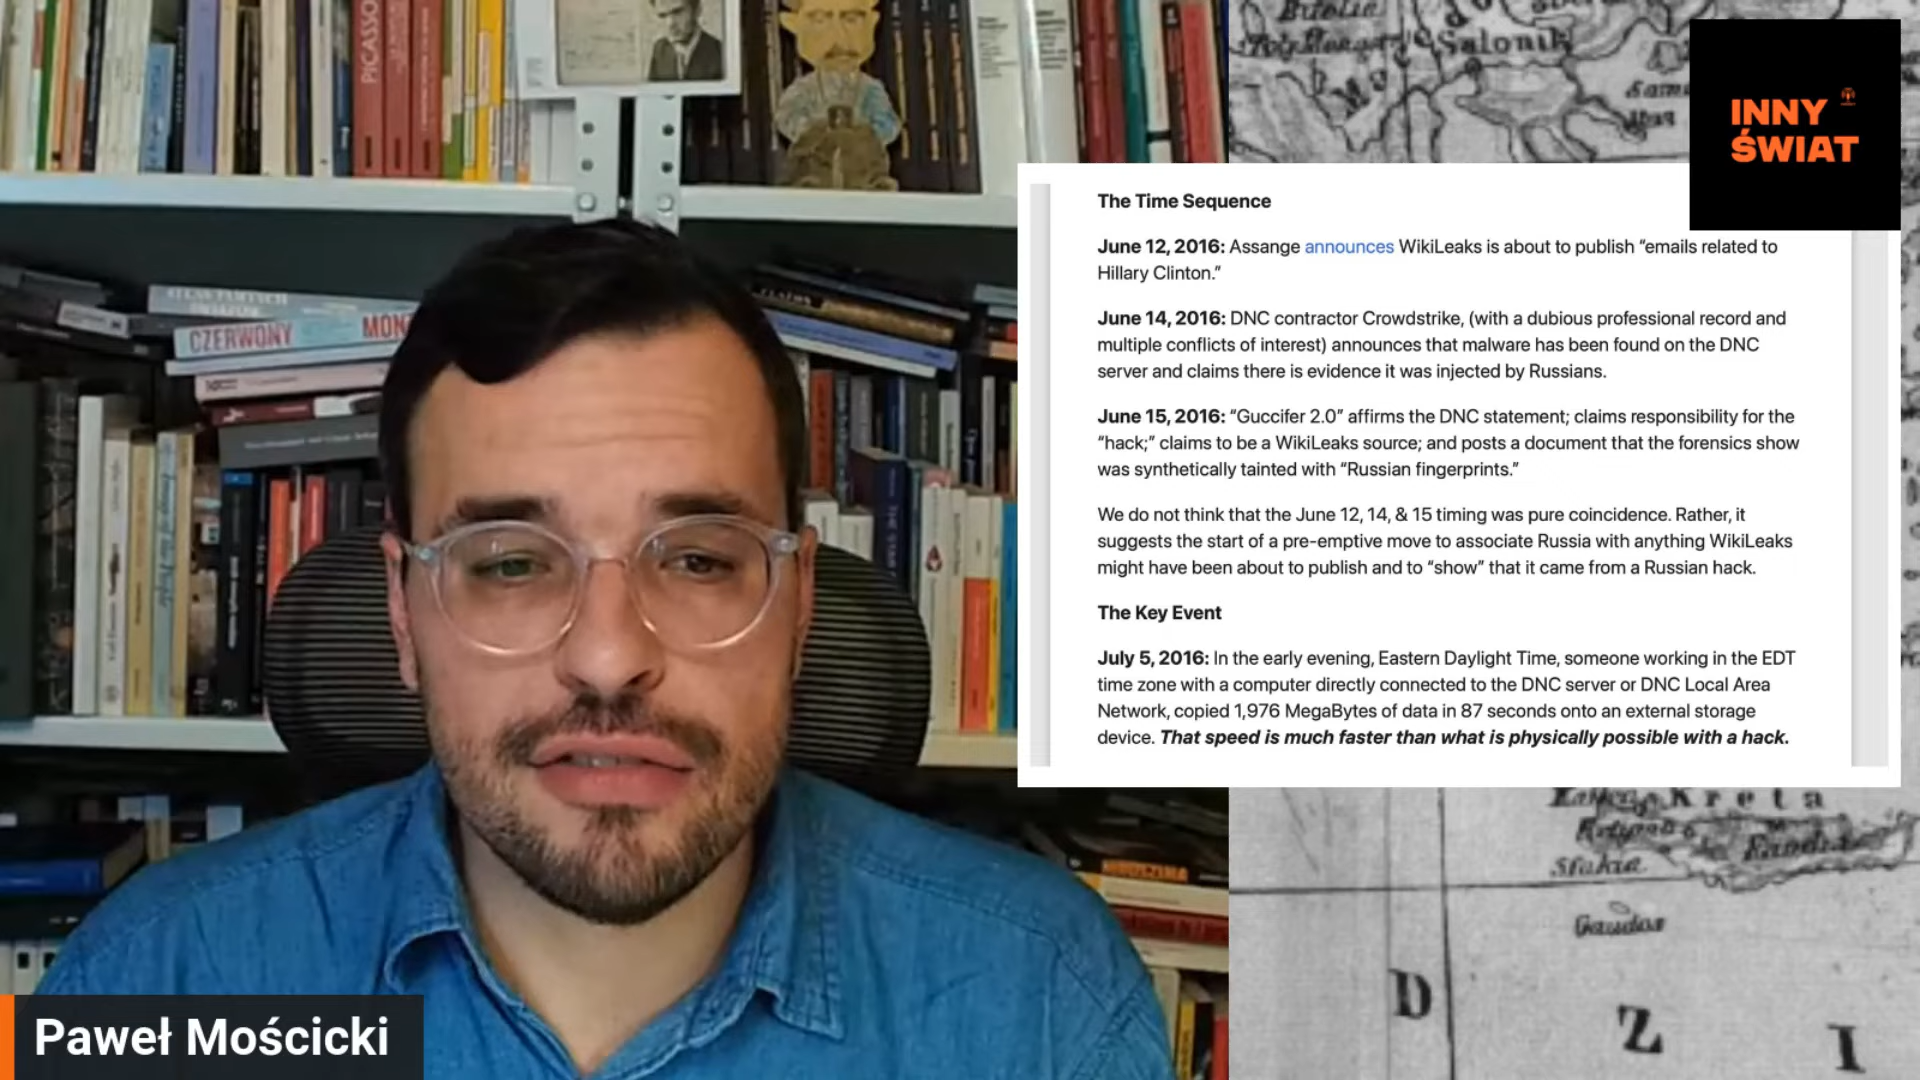 PICASSO
CZERWONY
INNY
ŚWIAT
Saloniki
The Time Sequence
June 12, 2016: Assange announces WikiLeaks is about to publish “emails related to
Hillary Clinton.”
June 14, 2016: DNC contractor Crowdstrike, (with a dubious professional record and
multiple conflicts of interest) announces that malware has been found on the DNC
server and claims there is evidence it was injected by Russians.
June 15, 2016: “Guccifer 2.0” affirms the DNC statement; claims responsibility for the
“hack;” claims to be a WikiLeaks source; and posts a document that the forensics show
was synthetically tainted with “Russian fingerprints.”
We do not think that the June 12, 14, & 15 timing was pure coincidence. Rather, it
suggests the start of a pre-emptive move to associate Russia with anything WikiLeaks
might have been about to publish and to “show” that it came from a Russian hack.
The Key Event
July 5, 2016: In the early evening, Eastern Daylight Time, someone working in the EDT
time zone with a computer directly connected to the DNC server or DNC Local Area
Network, copied 1,976 MegaBytes of data in 87 seconds onto an external storage
device. That speed is much faster than what is physically possible with a hack.
Kreta
Sfakia
Gaudos
D
Z
I
Paweł Mościcki